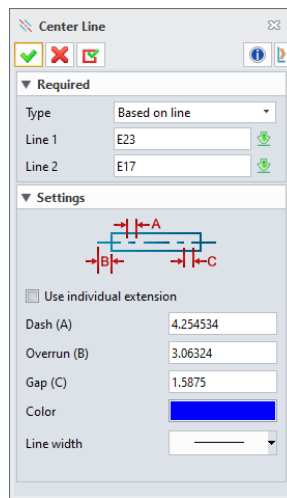 Center Line
Required
Type Based on line
Line 1 E23
Line 2 E17
Settings
A
B C
Use individual extension
Dash (A) 4.254534
Overrun (B) 3.06324
Gap (C) 1.5875
Color
Line width